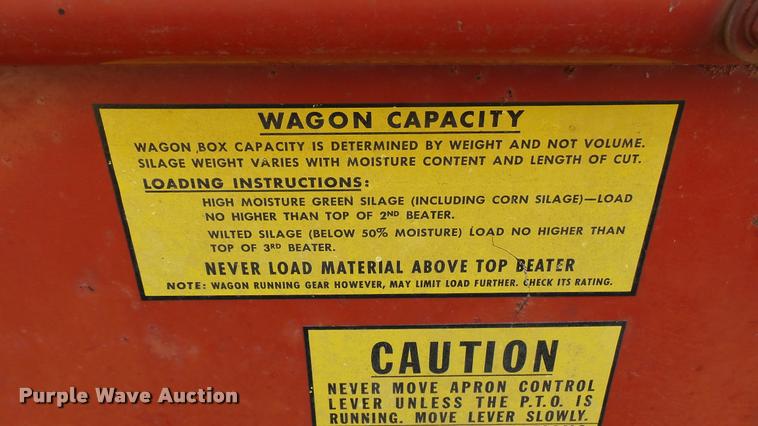 WAGON CAPACITY
WAGON BOX CAPACITY IS DETERMINED BY WEIGHT AND NOT VOLUME.
SILAGE WEIGHT VARIES WITH MOISTURE CONTENT AND LENGTH OF CUT.
LOADING INSTRUCTIONS:
HIGH MOISTURE GREEN SILAGE (INCLUDING CORN SILAGE)—LOAD
NO HIGHER THAN TOP OF 2ND BEATER.
WILTED SILAGE (BELOW 50% MOISTURE) LOAD NO HIGHER THAN
TOP OF 3RD BEATER.
NEVER LOAD MATERIAL ABOVE TOP BEATER
NOTE: WAGON RUNNING GEAR HOWEVER, MAY LIMIT LOAD FURTHER. CHECK ITS RATING.
CAUTION
NEVER MOVE APRON CONTROL
LEVER UNLESS THE P.T.O. IS
RUNNING. MOVE LEVER SLOWLY.
Purple Wave Auction